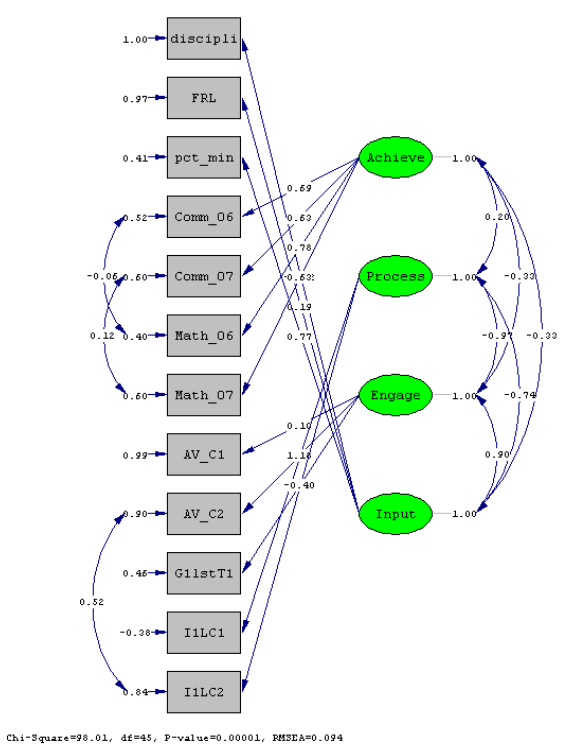 1.00 discipli
0.97 FRL
0.41 pct_min Achieve 1.00
0.69
0.52 Comm_06 0.63 0.20
0.78
0.60 Comm_07 Process 1.00 -0.33
0.19
0.12 0.40 Math_06 0.77 -0.97 -0.33
0.60 Math_07 Engage 1.00 -0.74
0.10
0.99 AV_C1 1.18 0.90
-0.40
0.90 AV_C2 Input 1.00
0.46 G1lstT1
0.52
-0.38 I1LC1
0.84 I1LC2
Chi-Square=98.01, df=45, P-value=0.00001, RMSEA=0.094